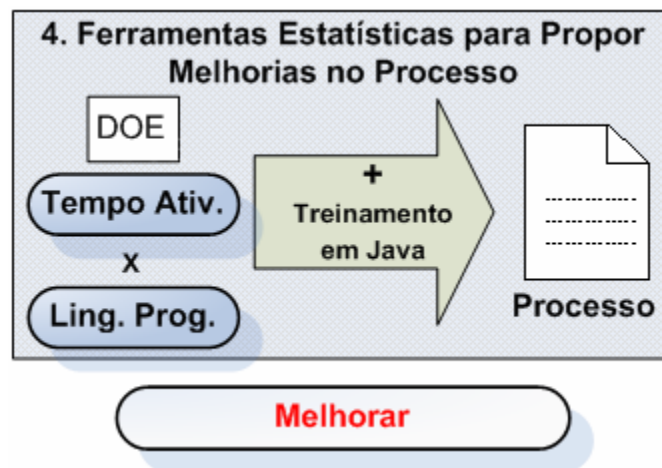 4. Ferramentas Estatísticas para Propor
Melhorias no Processo
DOE
Tempo Ativ.
x
Ling. Prog.
+
Treinamento
em Java
Processo
Melhorar